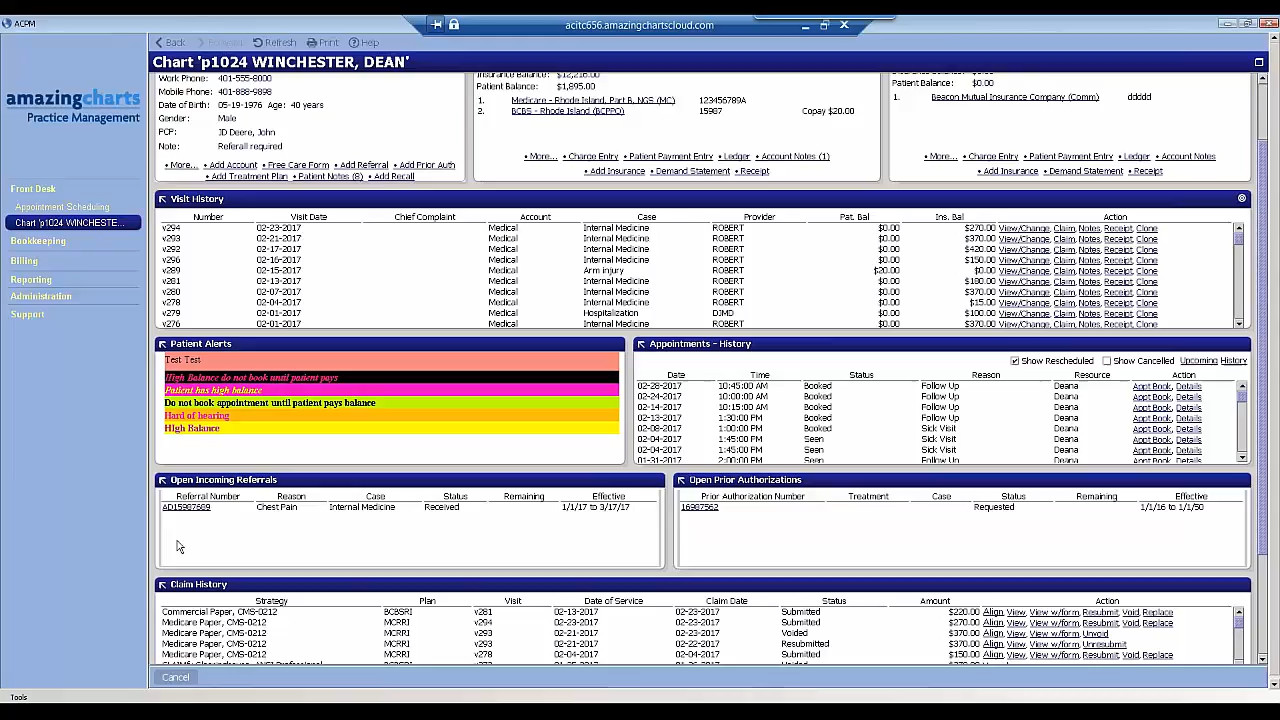 ACPM
acitc656.amazingchartscloud.com
Back Refresh Print Help
Chart 'p1024 WINCHESTER, DEAN'
amazingcharts
Practice Management
Front Desk
Appointment Scheduling
Chart 'p1024 WINCHESTE...
Bookkeeping
Billing
Reporting
Administration
Support
Work Phone: 401-555-8000
Mobile Phone: 401-888-9898
Date of Birth: 05-19-1976 Age: 40 years
Gender: Male
PCP: JD Deere, John
Note: Referall required
• More... • Add Account • Free Care Form • Add Referral • Add Prior Auth
• Add Treatment Plan • Patient Notes (8) • Add Recall
Insurance Balance: $12,216.00
Patient Balance: $1,895.00
1. Medicare - Rhode Island, Part B, NGS (MC) 123456789A
2. BCBS - Rhode Island (BCPPO) 15987 Copay $20.00
• More... • Charge Entry • Patient Payment Entry • Ledger • Account Notes (1)
• Add Insurance • Demand Statement • Receipt
Patient Balance: $0.00
1. Beacon Mutual Insurance Company (Comm) ddddd
• More... • Charge Entry • Patient Payment Entry • Ledger • Account Notes
• Add Insurance • Demand Statement • Receipt
Visit History
Number Visit Date Chief Complaint Account Case Provider Pat. Bal Ins. Bal Action
v294 02-23-2017 Medical Internal Medicine ROBERT $0.00 $270.00 View/Change, Claim, Notes, Receipt, Clone
v293 02-21-2017 Medical Internal Medicine ROBERT $0.00 $370.00 View/Change, Claim, Notes, Receipt, Clone
v292 02-17-2017 Medical Internal Medicine ROBERT $0.00 $420.00 View/Change, Claim, Notes, Receipt, Clone
v296 02-16-2017 Medical Internal Medicine ROBERT $0.00 $150.00 View/Change, Claim, Notes, Receipt, Clone
v289 02-15-2017 Medical Arm injury ROBERT $20.00 $0.00 View/Change, Claim, Notes, Receipt, Clone
v281 02-13-2017 Medical Internal Medicine ROBERT $0.00 $180.00 View/Change, Claim, Notes, Receipt, Clone
v280 02-07-2017 Medical Internal Medicine ROBERT $0.00 $370.00 View/Change, Claim, Notes, Receipt, Clone
v278 02-04-2017 Medical Internal Medicine ROBERT $0.00 $15.00 View/Change, Claim, Notes, Receipt, Clone
v279 02-01-2017 Medical Hospitalization DJMD $0.00 $100.00 View/Change, Claim, Notes, Receipt, Clone
v276 02-01-2017 Medical Internal Medicine ROBERT $0.00 $370.00 View/Change, Claim, Notes, Receipt, Clone
Patient Alerts
Test Test
High Balance do not book until patient pays
Patient has high balance
Do not book appointment until patient pays balance
Hard of hearing
HIgh Balance
Appointments - History
Show Rescheduled Show Cancelled Upcoming History
Date Time Status Reason Resource Action
02-28-2017 10:45:00 AM Booked Follow Up Deana Appt Book, Details
02-24-2017 10:00:00 AM Booked Follow Up Deana Appt Book, Details
02-14-2017 10:15:00 AM Booked Follow Up Deana Appt Book, Details
02-13-2017 1:30:00 PM Booked Follow Up Deana Appt Book, Details
02-08-2017 1:00:00 PM Booked Sick Visit Deana Appt Book, Details
02-04-2017 1:45:00 PM Seen Sick Visit Deana Appt Book, Details
02-04-2017 1:45:00 PM Seen Sick Visit Deana Appt Book, Details
01-31-2017 2:00:00 PM Seen Follow Up Deana Appt Book, Details
Open Incoming Referrals
Referral Number Reason Case Status Remaining Effective
AD15987689 Chest Pain Internal Medicine Received 1/1/17 to 3/17/17
Open Prior Authorizations
Prior Authorization Number Treatment Case Status Remaining Effective
16987562 Requested 1/1/16 to 1/1/50
Claim History
Strategy Plan Visit Date of Service Claim Date Status Amount Action
Commercial Paper, CMS-0212 BCBSRI v281 02-13-2017 02-23-2017 Submitted $220.00 Align, View, View w/form, Resubmit, Void, Replace
Medicare Paper, CMS-0212 MCRRI v294 02-23-2017 02-23-2017 Submitted $270.00 Align, View, View w/form, Resubmit, Void, Replace
Medicare Paper, CMS-0212 MCRRI v293 02-21-2017 02-23-2017 Voided $370.00 Align, View, View w/form, Unvoid
Medicare Paper, CMS-0212 MCRRI v293 02-21-2017 02-22-2017 Resubmitted $370.00 Align, View, View w/form, Unresubmit
Medicare Paper, CMS-0212 MCRRI v278 02-04-2017 02-04-2017 Submitted $150.00 Align, View, View w/form, Resubmit, Void, Replace
Cancel
Tools